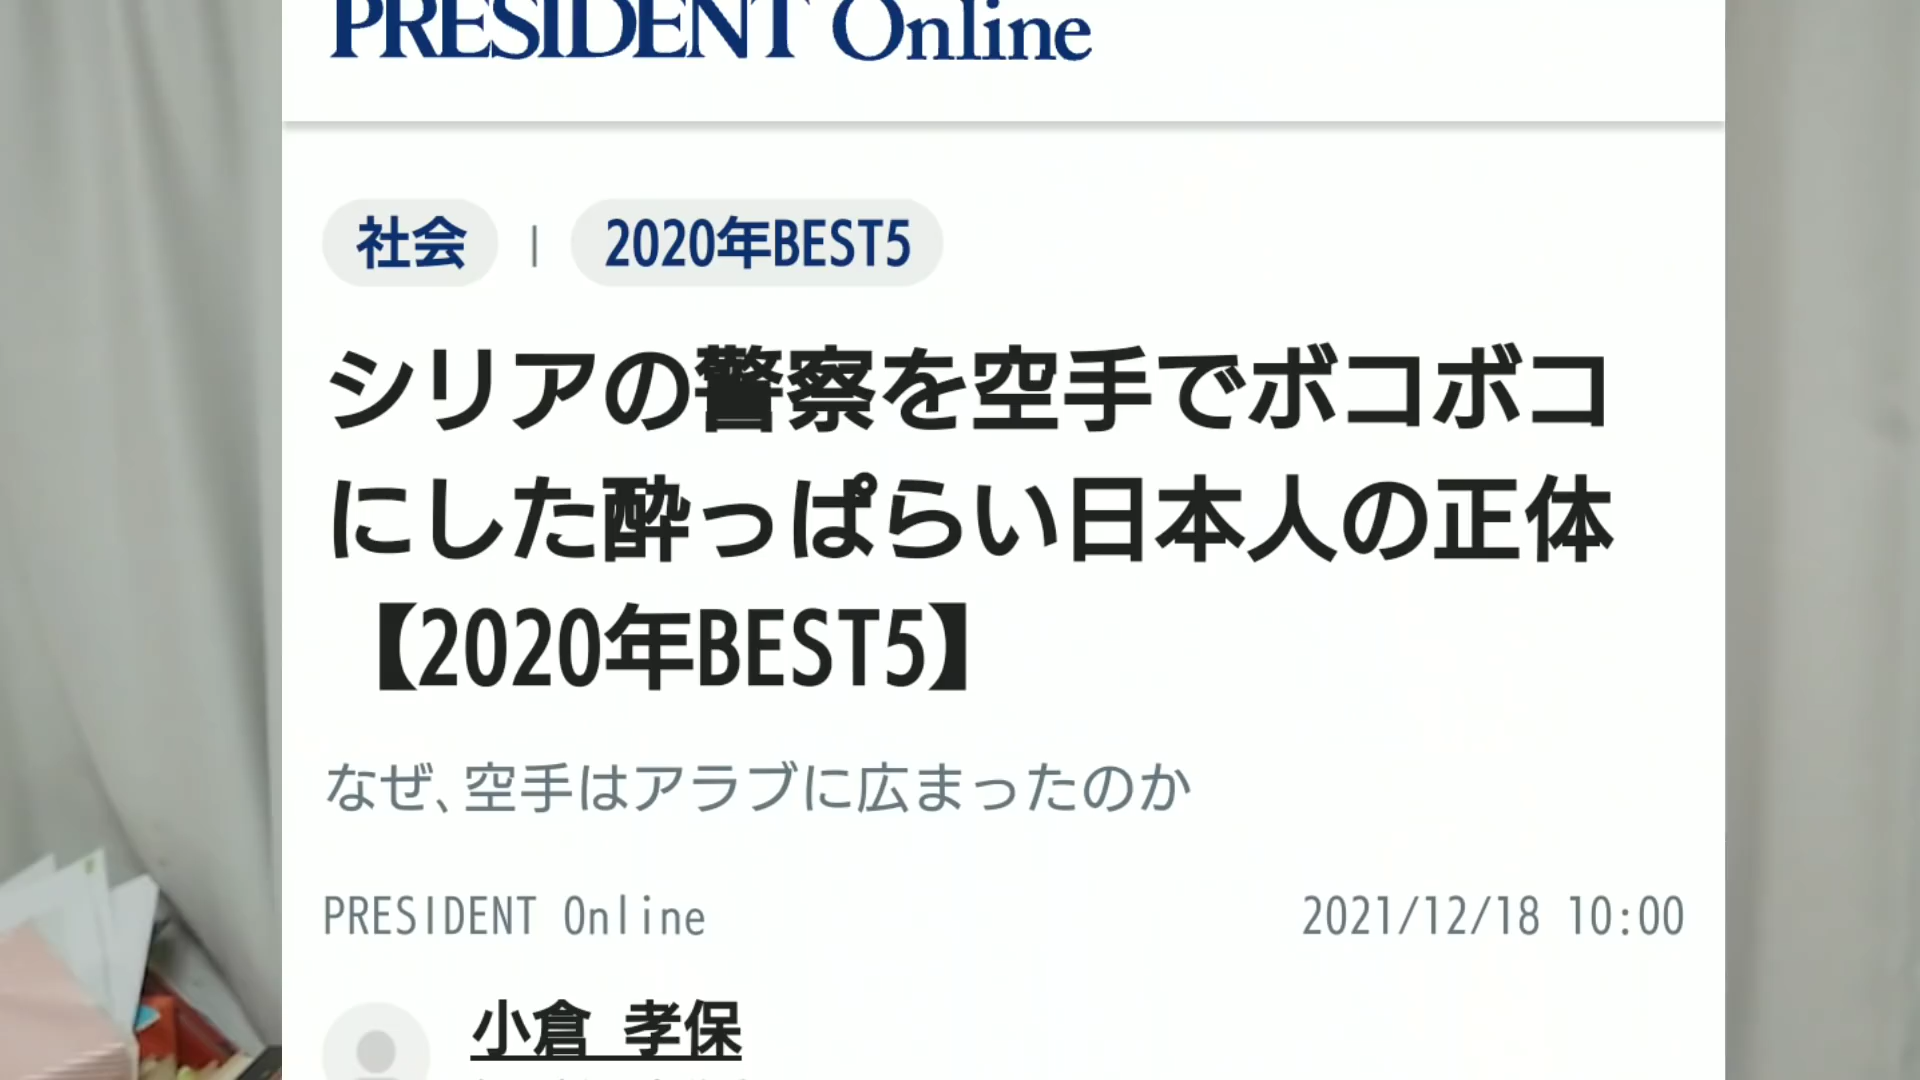 PRESIDENT Online
社会 | 2020年BEST5
シリアの警察を空手でボコボコ
にした酔っぱらい日本人の正体
【2020年BEST5】
なぜ、空手はアラブに広まったのか
PRESIDENT Online 2021/12/18 10:00
小倉 孝保